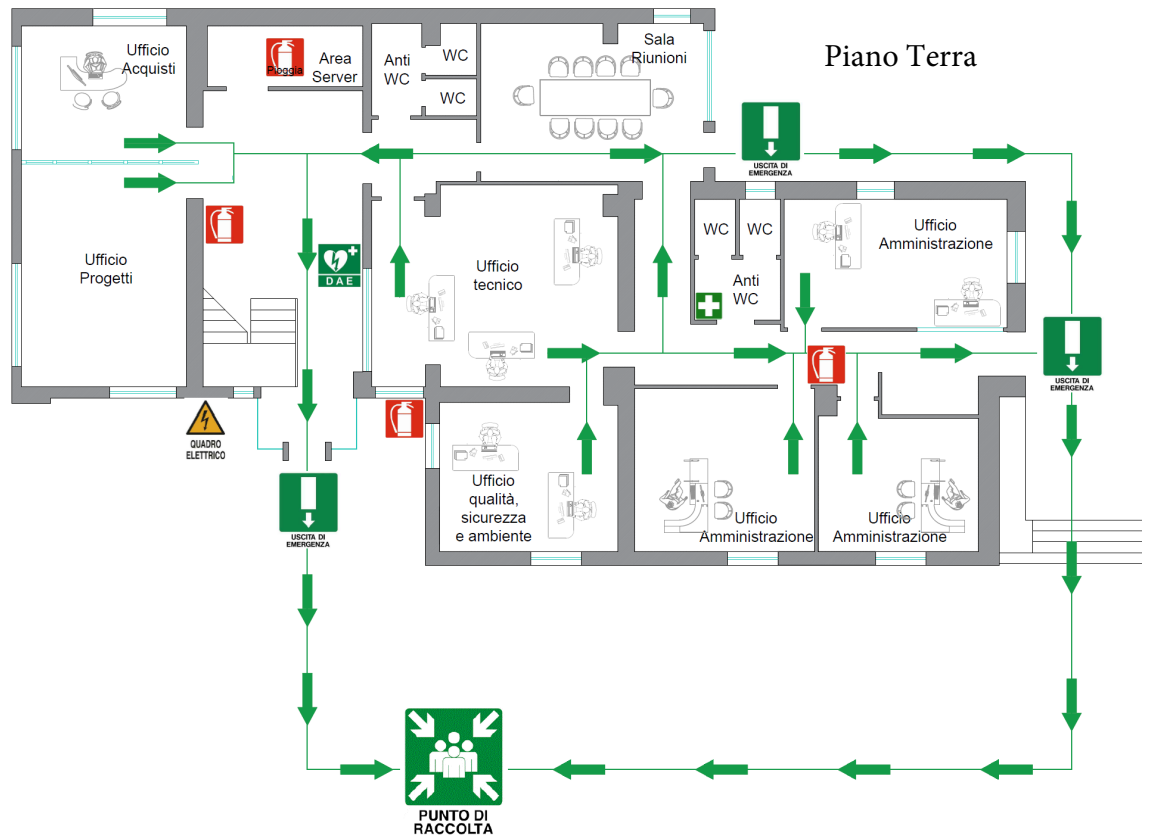 Piano Terra
Ufficio
Acquisti
Pioggia
Area
Server
Anti
WC
WC
WC
Sala
Riunioni
USCITA DI
EMERGENZA
Ufficio
Progetti
DAE
Ufficio
tecnico
WC
WC
Anti
WC
Ufficio
Amministrazione
USCITA DI
EMERGENZA
QUADRO
ELETTRICO
USCITA DI
EMERGENZA
Ufficio
qualità,
sicurezza
e ambiente
Ufficio
Amministrazione
Ufficio
Amministrazione
PUNTO DI
RACCOLTA